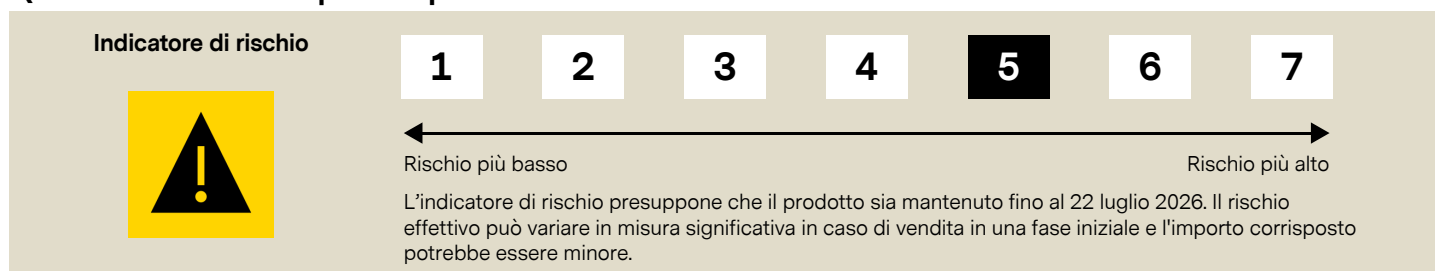 Indicatore di rischio
1 2 3 4 5 6 7
Rischio più basso Rischio più alto
L'indicatore di rischio presuppone che il prodotto sia mantenuto fino al 22 luglio 2026. Il rischio
effettivo può variare in misura significativa in caso di vendita in una fase iniziale e l'importo corrisposto
potrebbe essere minore.